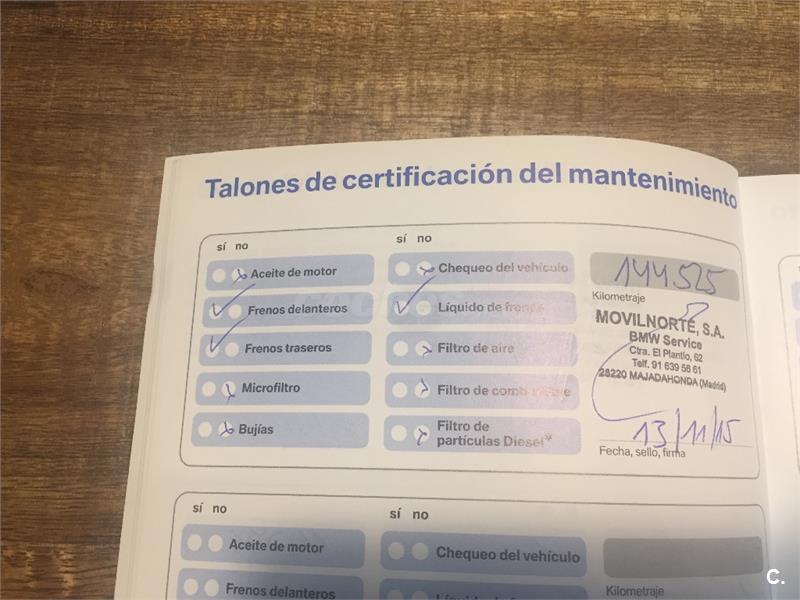 Talones de certificación del mantenimiento
sí no
Aceite de motor
Frenos delanteros
Frenos traseros
Microfiltro
Bujías
sí no
Chequeo del vehículo
Líquido de freno
Filtro de aire
Filtro de combustible
Filtro de
partículas Diesel*
144.525
Kilometraje
MOVILNORTE, S.A.
BMW Service
Ctra. El Plantío, 62
Telf. 91 639 56 61
28220 MAJADAHONDA (Madrid)
13/11/15
Fecha, sello, firma
sí no
Aceite de motor
Frenos delanteros
sí no
Chequeo del vehículo
Kilometraje
C.